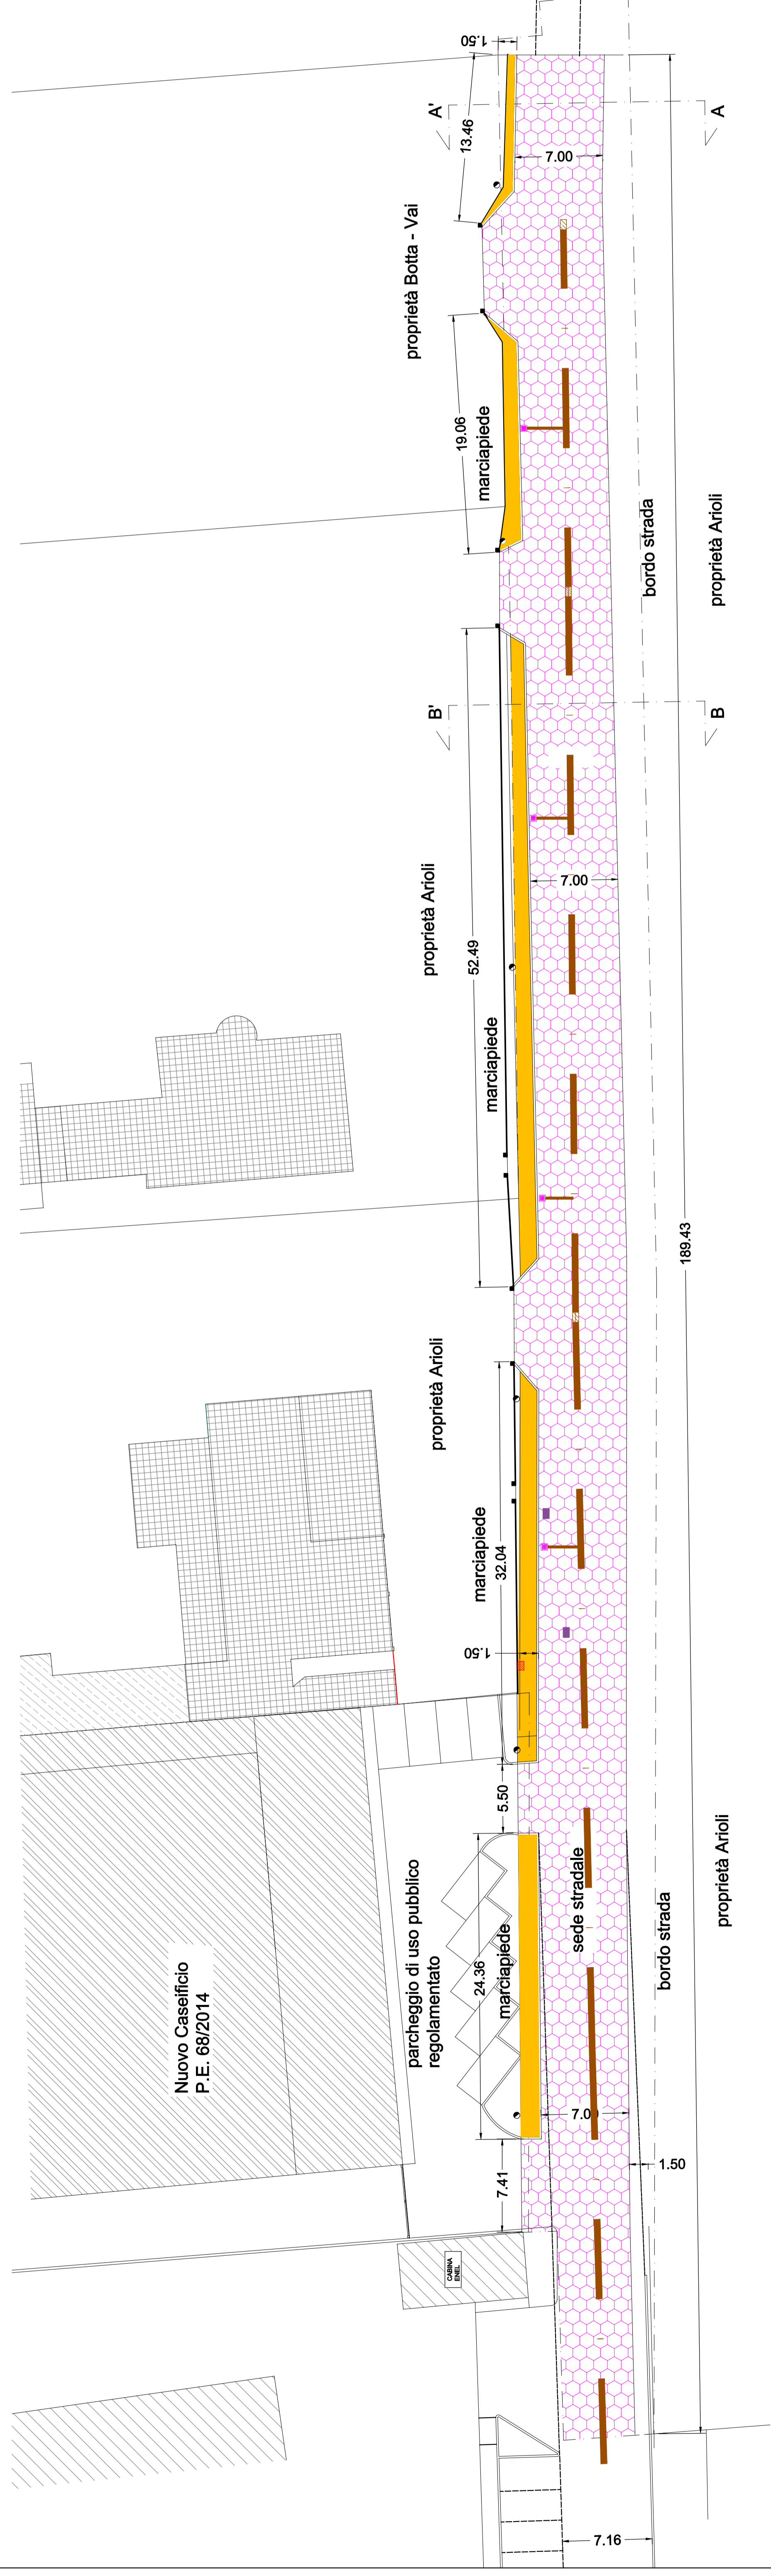 1.50
A'
A
13.46
7.00
proprietà Botta - Vai
19.06
marciapiede
bordo strada
proprietà Arioli
B'
B
7.00
proprietà Arioli
52.49
marciapiede
189.43
proprietà Arioli
marciapiede
32.04
1.50
5.50
proprietà Arioli
sede stradale
bordo strada
parcheggio di uso pubblico
regolamentato
24.36
marciapiede
Nuovo Caseificio
P.E. 68/2014
7.00
1.50
7.41
CABINA
ENEL
7.16